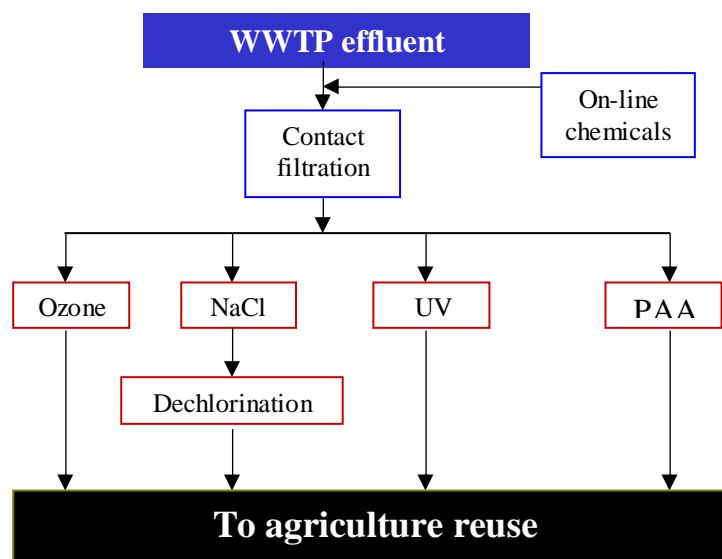 WWTP effluent
On-line
chemicals
Contact
filtration
Ozone
NaCl
UV
PAA
Dechlorination
To agriculture reuse